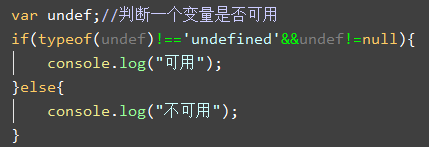 var undef;//判断一个变量是否可用
if(typeof(undef)!=='undefined'&&undef!=null){
    console.log("可用");
}else{
    console.log("不可用");
}